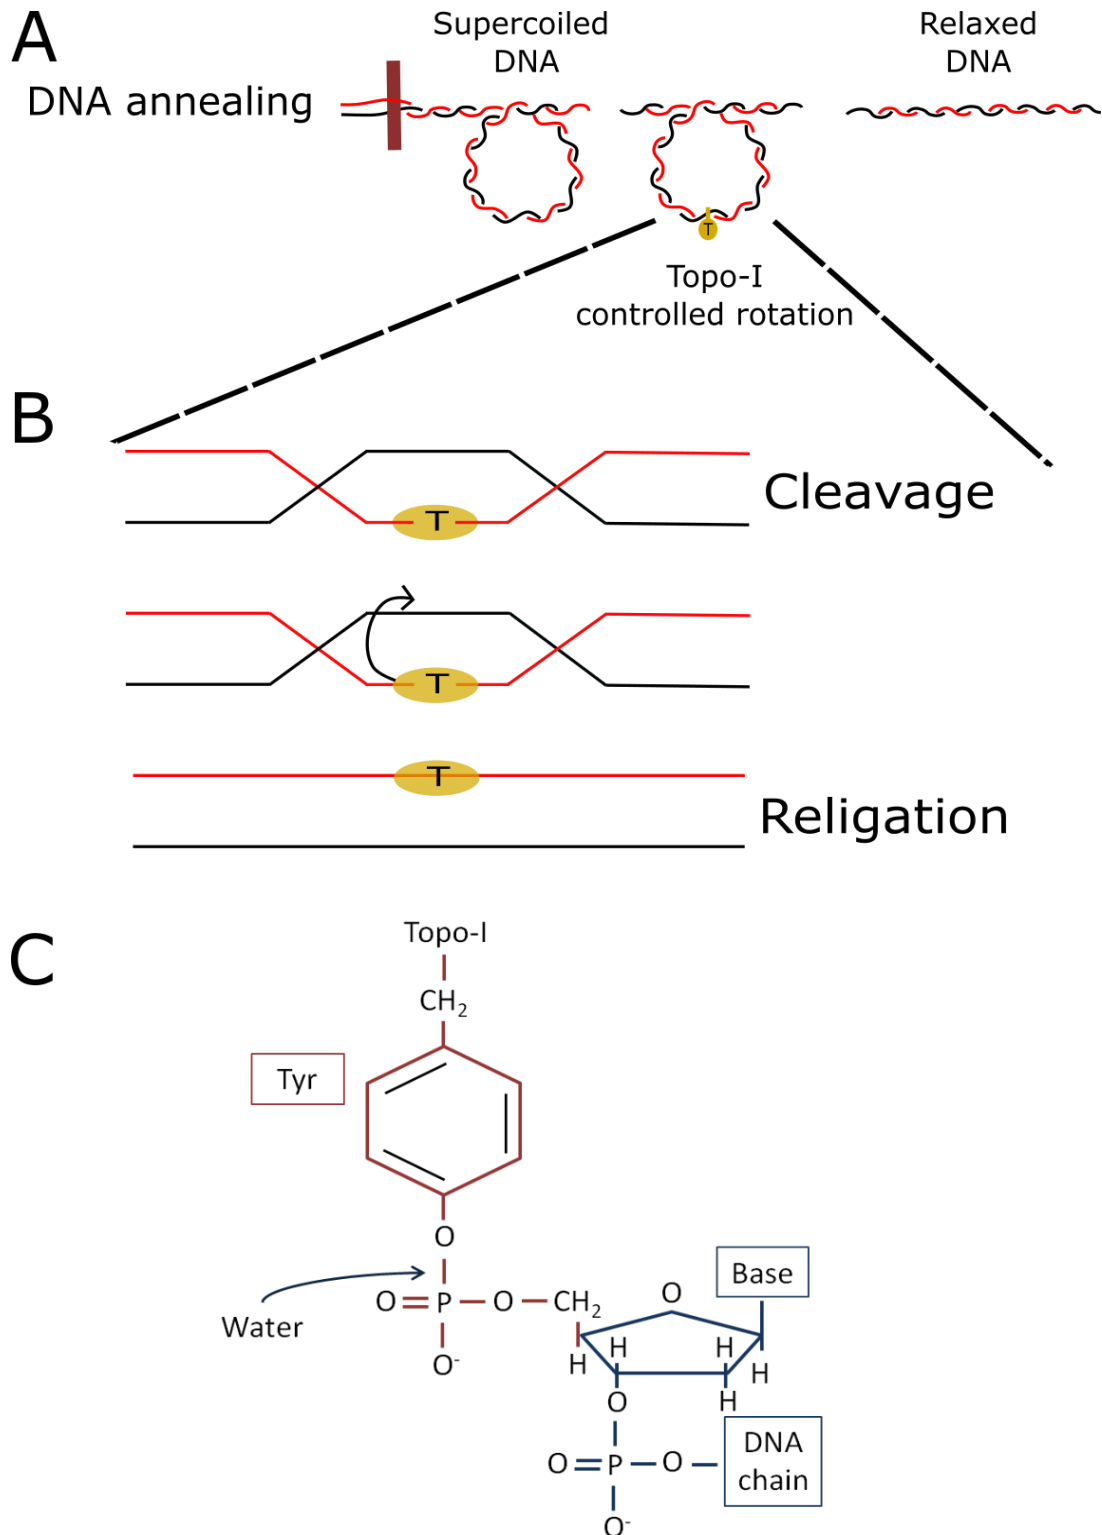 A
Supercoiled
DNA
Relaxed
DNA
DNA annealing
T
Topo-I
controlled rotation
B
Cleavage
T
T
T
Religation
C
Topo-I
CH2
Tyr
O
Water
O=P-O-CH2
O
Base
O-
H
H
H
H
H
O
O=P-O-
DNA
chain
O-